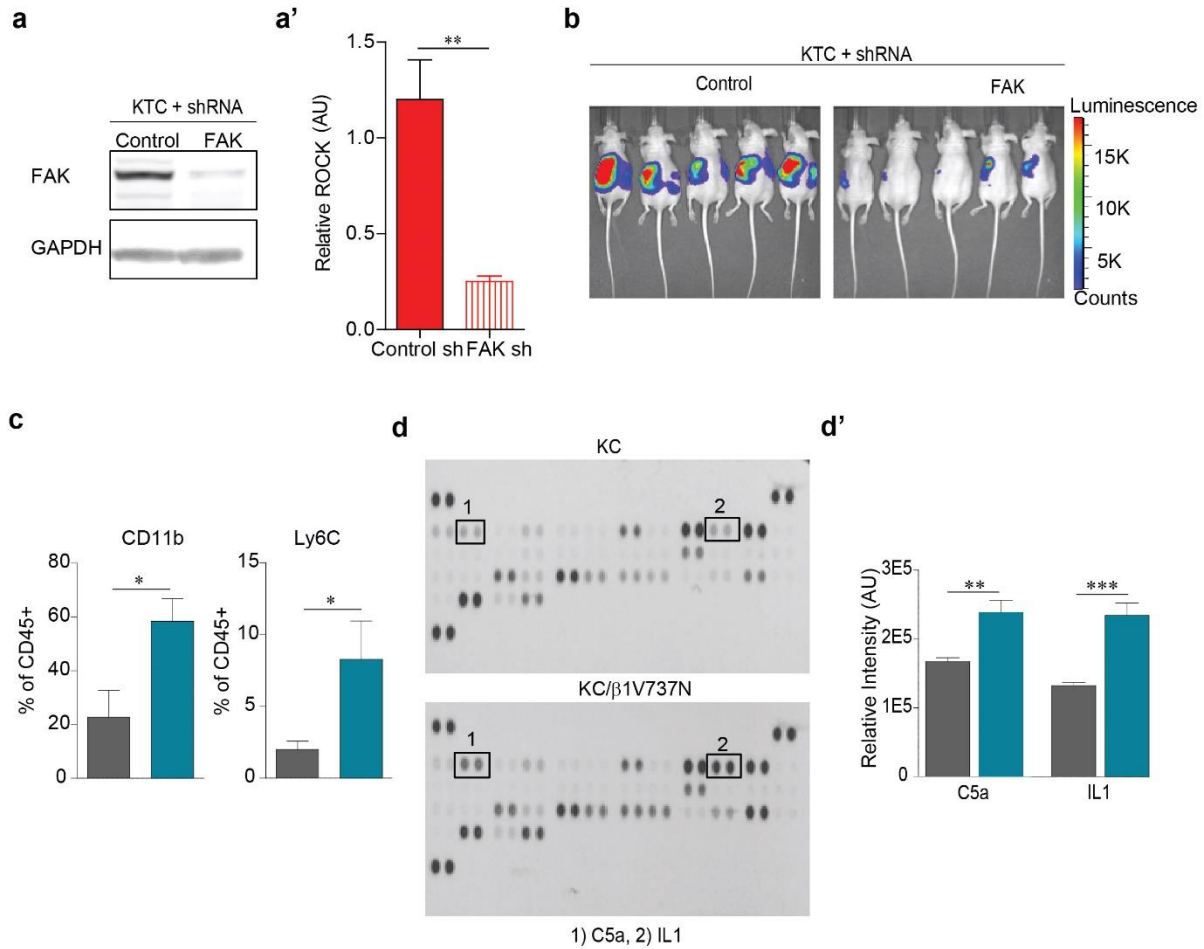 a
KTC + shRNA
Control FAK
FAK
GAPDH
a'
Relative ROCK (AU)
1.5
1.0
0.5
0.0
**
Control sh FAK sh
b
KTC + shRNA
Control FAK
Luminescence
15K
10K
5K
Counts
c
CD11b
% of CD45+
80
60
40
20
0
*
Ly6C
% of CD45+
15
10
5
0
*
d
KC
1 2
KC/β1V737N
1 2
1) C5a, 2) IL1
d'
Relative Intensity (AU)
3E5
2E5
1E5
0
** ***
C5a IL1